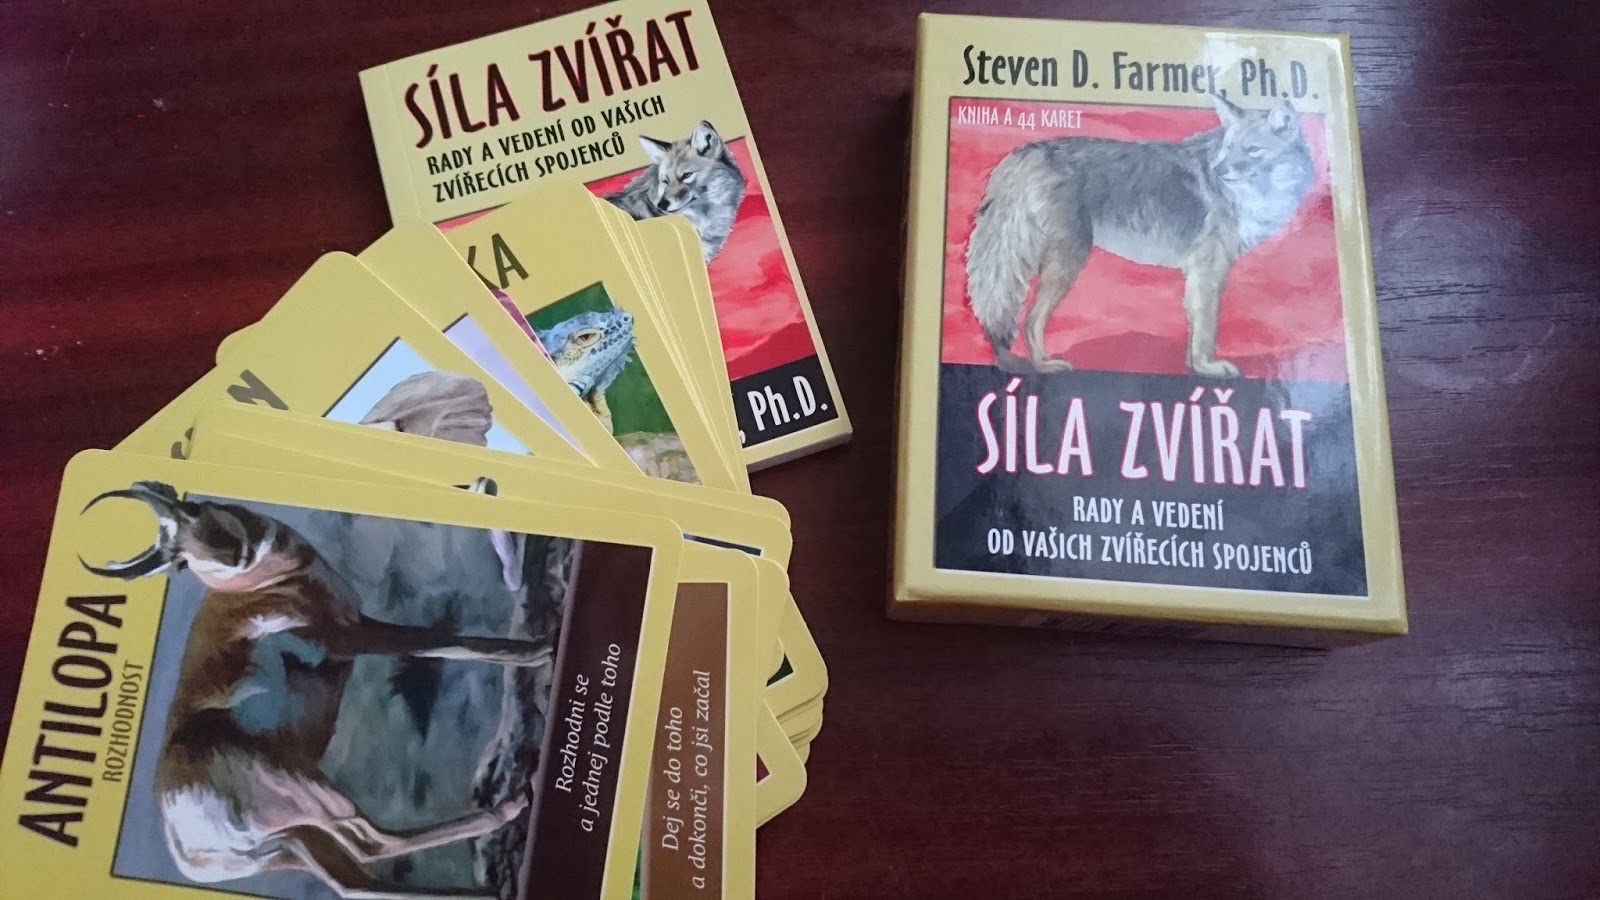 SÍLA ZVÍŘAT
RADY A VEDENÍ OD VAŠICH
ZVÍŘECÍCH SPOJENCŮ
Ph.D.
Steven D. Farmer, Ph.D.
KNIHA A 44 KARET
SÍLA ZVÍŘAT
RADY A VEDENÍ
OD VAŠICH ZVÍŘECÍCH SPOJENCŮ
ANTILOPA
ROZHODNOST
Rozhodni se
a jednej podle toho
Dej se do toho
a dokonči, co jsi začal